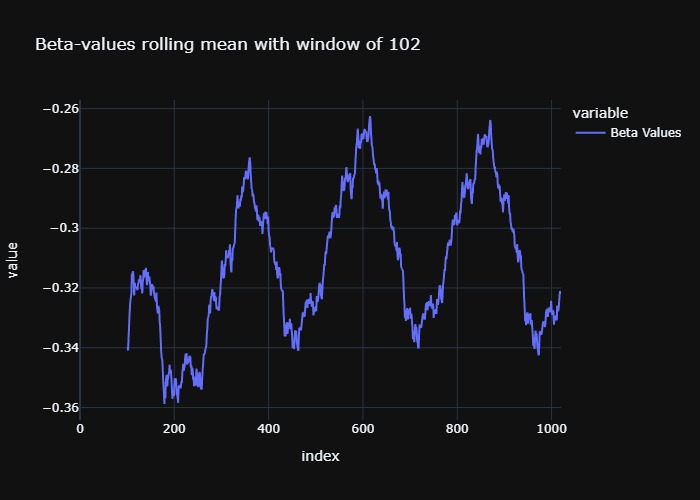 Beta-values rolling mean with window of 102
variable
Beta Values
−0.26
−0.28
−0.3
−0.32
−0.34
−0.36
value
0
200
400
600
800
1000
index